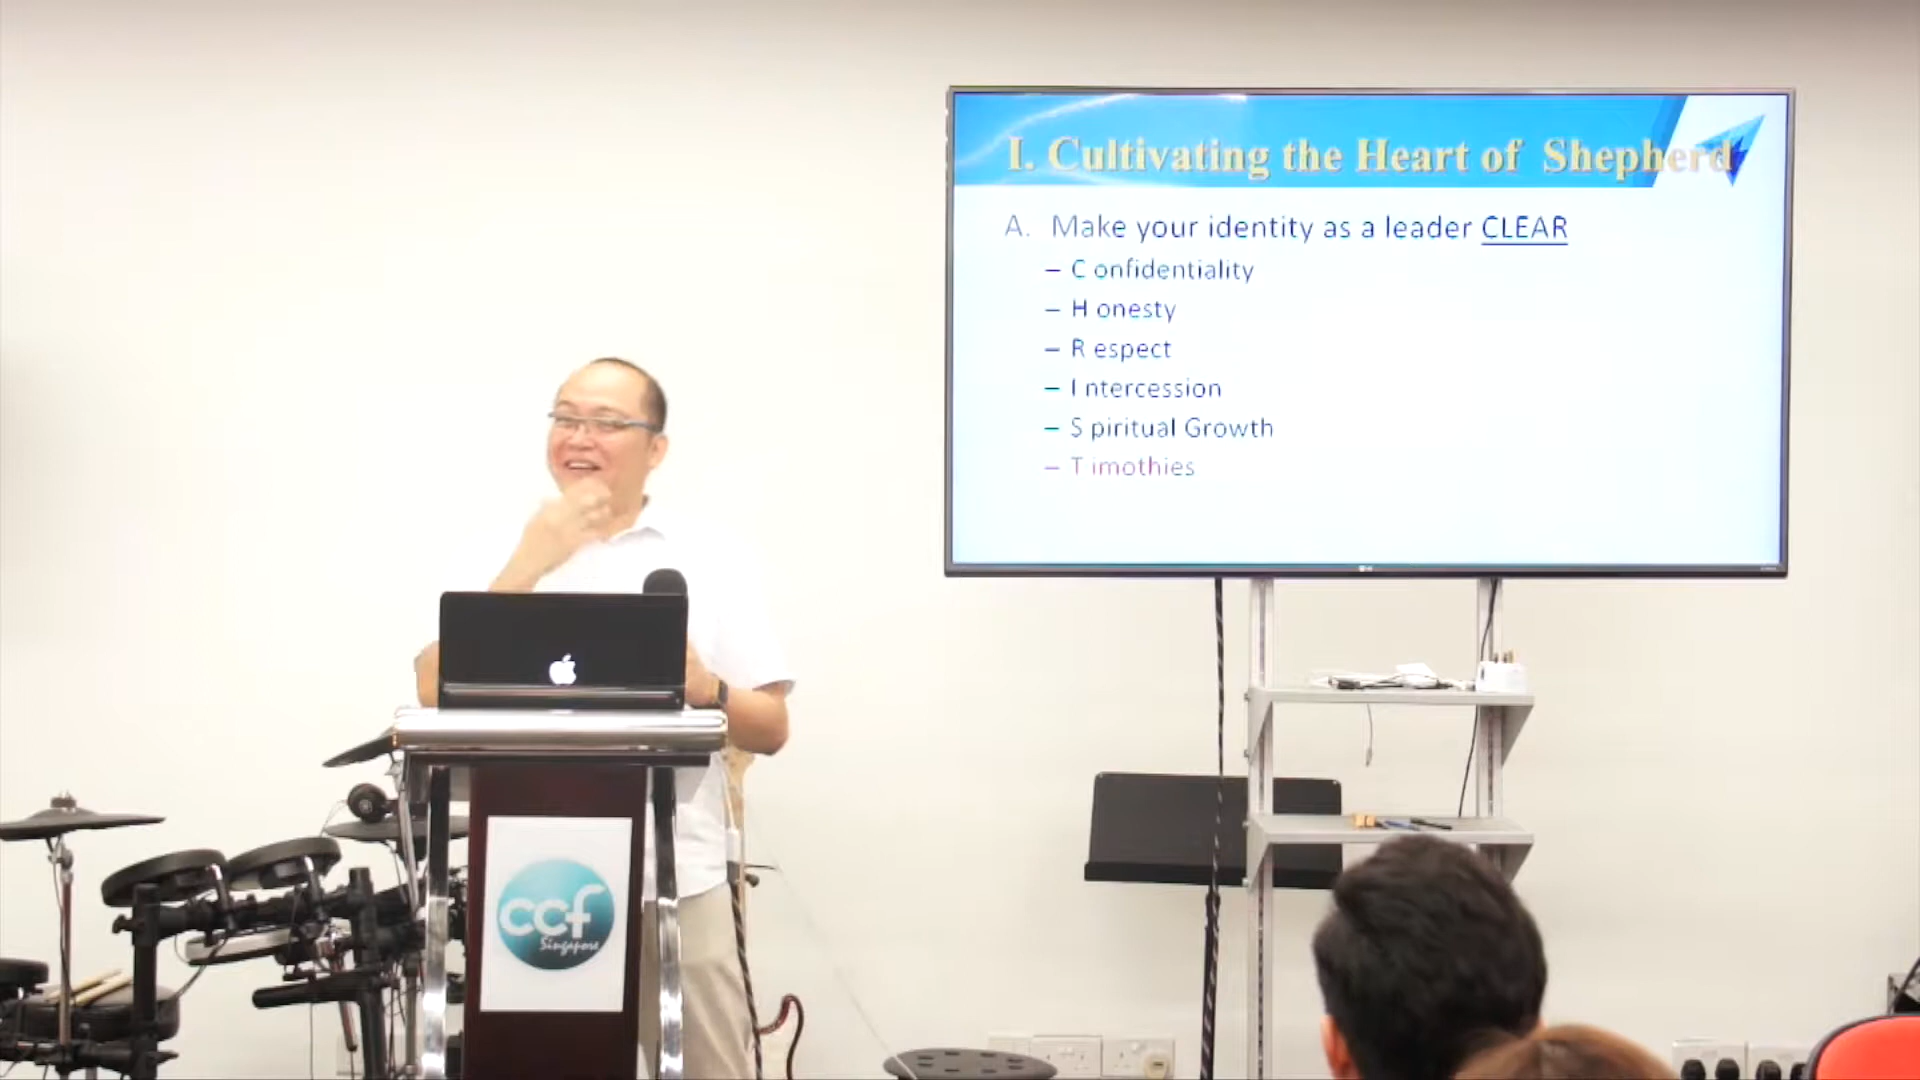 I. Cultivating the Heart of Shepherd
A. Make your identity as a leader CLEAR
– C onfidentiality
– H onesty
– R espect
– I ntercession
– S piritual Growth
– T imothies
ccf
Singapore